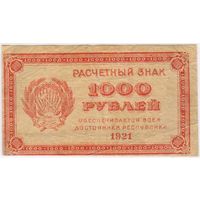 РАСЧЕТНЫЙ ЗНАК
1000
РУБЛЕЙ
ОБЕСПЕЧИВАЕТСЯ ВСЕМ
ДОСТОЯНИЕМ РЕСПУБЛИКИ
1921